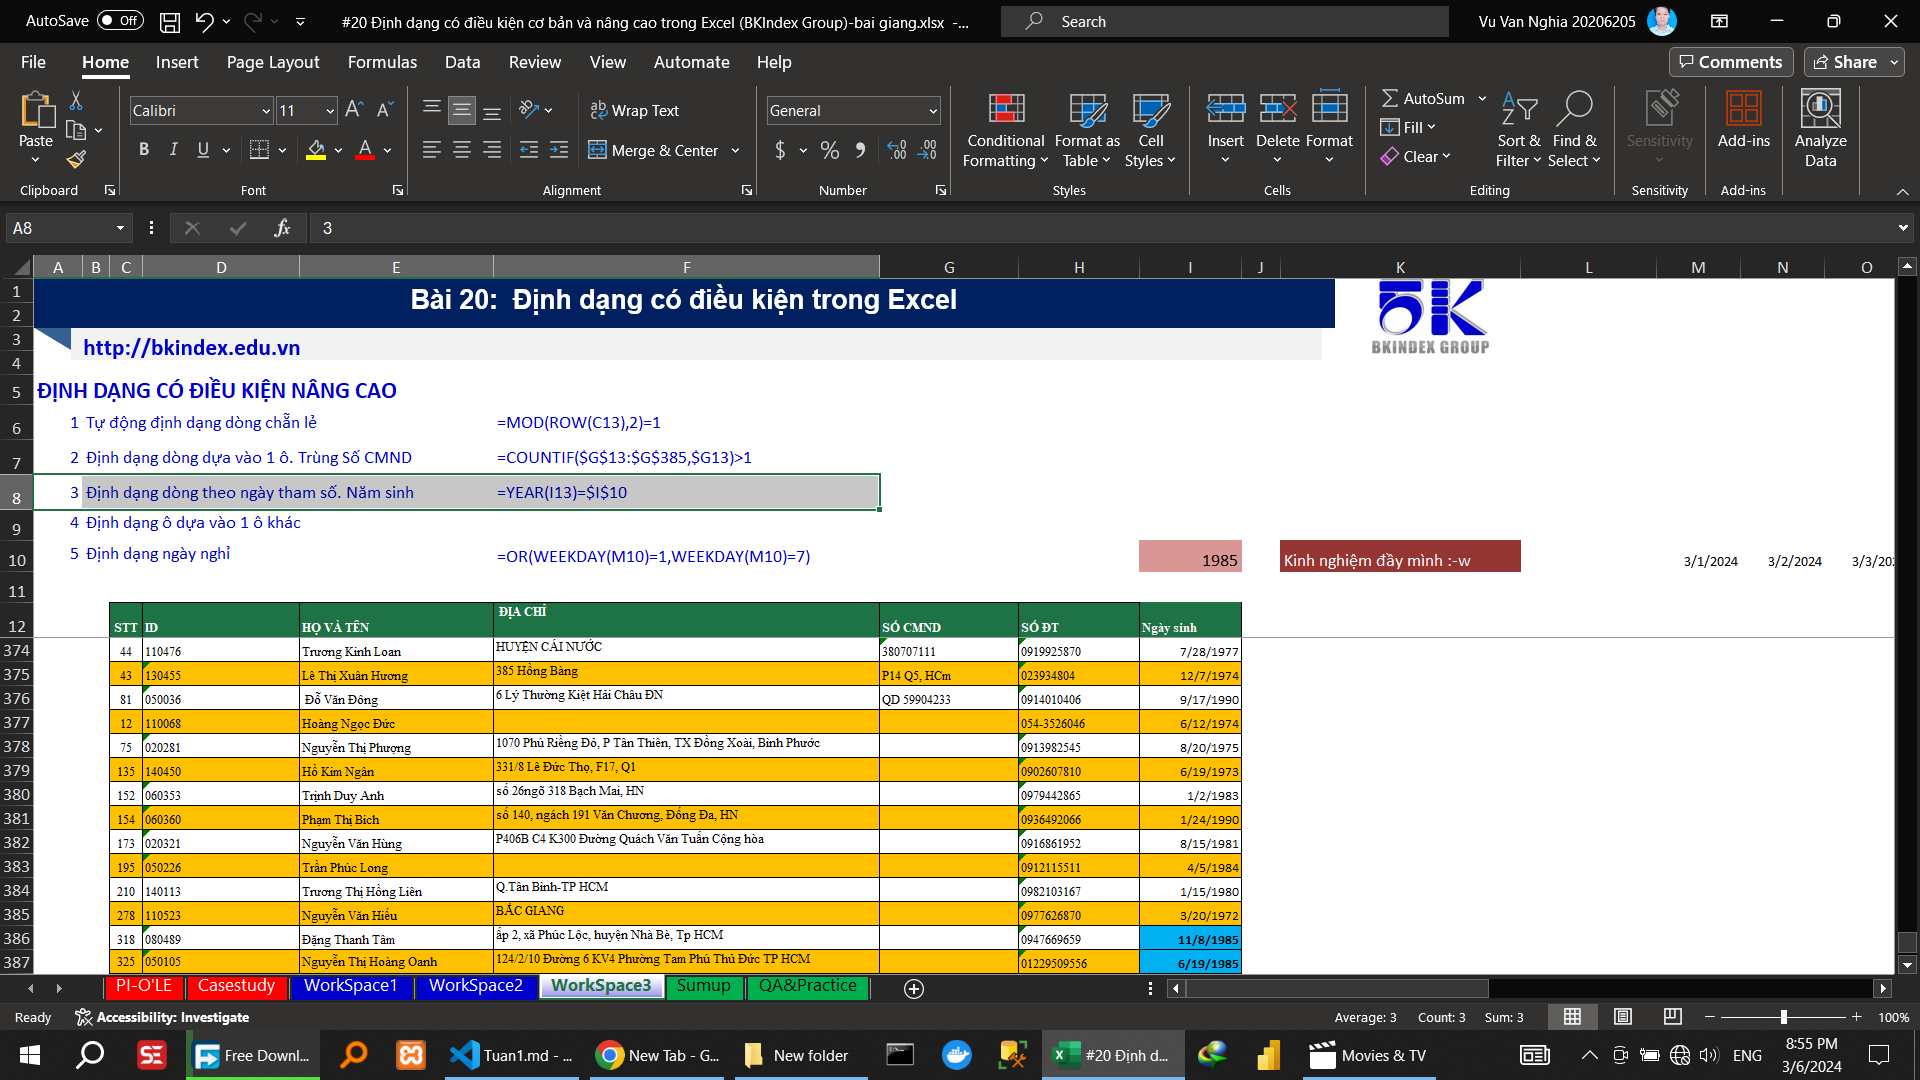 AutoSave Off #20 Định dạng có điều kiện cơ bản và nâng cao trong Excel (BKIndex Group)-bai giang.xlsx -... Search Vu Van Nghia 20206205
File Home Insert Page Layout Formulas Data Review View Automate Help Comments Share
Paste Calibri 11 Wrap Text General Conditional Formatting Format as Table Cell Styles Insert Delete Format AutoSum Sort & Filter Find & Select Sensitivity Add-ins Analyze Data
B I U Merge & Center $ % Fill
Clear
Clipboard Font Alignment Number Styles Cells Editing Sensitivity Add-ins
A8 fx 3
A B C D E F G H I J K L M N O
1 Bài 20: Định dạng có điều kiện trong Excel
2
3 http://bkindex.edu.vn BKINDEX GROUP
4
5 ĐỊNH DẠNG CÓ ĐIỀU KIỆN NÂNG CAO
6 1 Tự động định dạng dòng chẵn lẻ =MOD(ROW(C13),2)=1
7 2 Định dạng dòng dựa vào 1 ô. Trùng Số CMND =COUNTIF($G$13:$G$385,$G13)>1
8 3 Định dạng dòng theo ngày tham số. Năm sinh =YEAR(I13)=$I$10
9 4 Định dạng ô dựa vào 1 ô khác
10 5 Định dạng ngày nghỉ =OR(WEEKDAY(M10)=1,WEEKDAY(M10)=7) 1985 Kinh nghiệm đầy mình :-w 3/1/2024 3/2/2024 3/3/202
11
12 STT ID HỌ VÀ TÊN ĐỊA CHỈ SỐ CMND SỐ ĐT Ngày sinh
374 44 110476 Trương Kinh Loan HUYỆN CÁI NƯỚC 380707111 0919925870 7/28/1977
375 43 130455 Lê Thị Xuân Hương 385 Hồng Bàng P14 Q5, HCm 023934804 12/7/1974
376 81 050036 Đỗ Văn Đông 6 Lý Thường Kiệt Hải Châu ĐN QD 59904233 0914010406 9/17/1990
377 12 110068 Hoàng Ngọc Đức 054-3526046 6/12/1974
378 75 020281 Nguyễn Thị Phượng 1070 Phú Riềng Đỏ, P Tân Thiên, TX Đồng Xoài, Bình Phước 0913982545 8/20/1975
379 135 140450 Hồ Kim Ngân 331/8 Lê Đức Thọ, F17, Q1 0902607810 6/19/1973
380 152 060353 Trịnh Duy Anh số 26ngõ 318 Bạch Mai, HN 0979442865 1/2/1983
381 154 060360 Phạm Thị Bích số 140, ngách 191 Văn Chương, Đống Đa, HN 0936492066 1/24/1990
382 173 020321 Nguyễn Văn Hùng P406B C4 K300 Đường Quách Văn Tuấn Cộng hòa 0916861952 8/15/1981
383 195 050226 Trần Phúc Long 0912115511 4/5/1984
384 210 140113 Trương Thị Hồng Liên Q.Tân Bình-TP HCM 0982103167 1/15/1980
385 278 110523 Nguyễn Văn Hiếu BẮC GIANG 0977626870 3/20/1972
386 318 080489 Đặng Thanh Tâm ấp 2, xã Phúc Lộc, huyện Nhà Bè, Tp HCM 0947669659 11/8/1985
387 325 050105 Nguyễn Thị Hoàng Oanh 124/2/10 Đường 6 KV4 Phường Tam Phú Thủ Đức TP HCM 01229509556 6/19/1985
PI-O'LE Casestudy WorkSpace1 WorkSpace2 WorkSpace3 Sumup QA&Practice
Ready Accessibility: Investigate Average: 3 Count: 3 Sum: 3 100%
Free Downl... Tuan1.md - ... New Tab - G... New folder #20 Định d... Movies & TV ENG 8:55 PM
3/6/2024